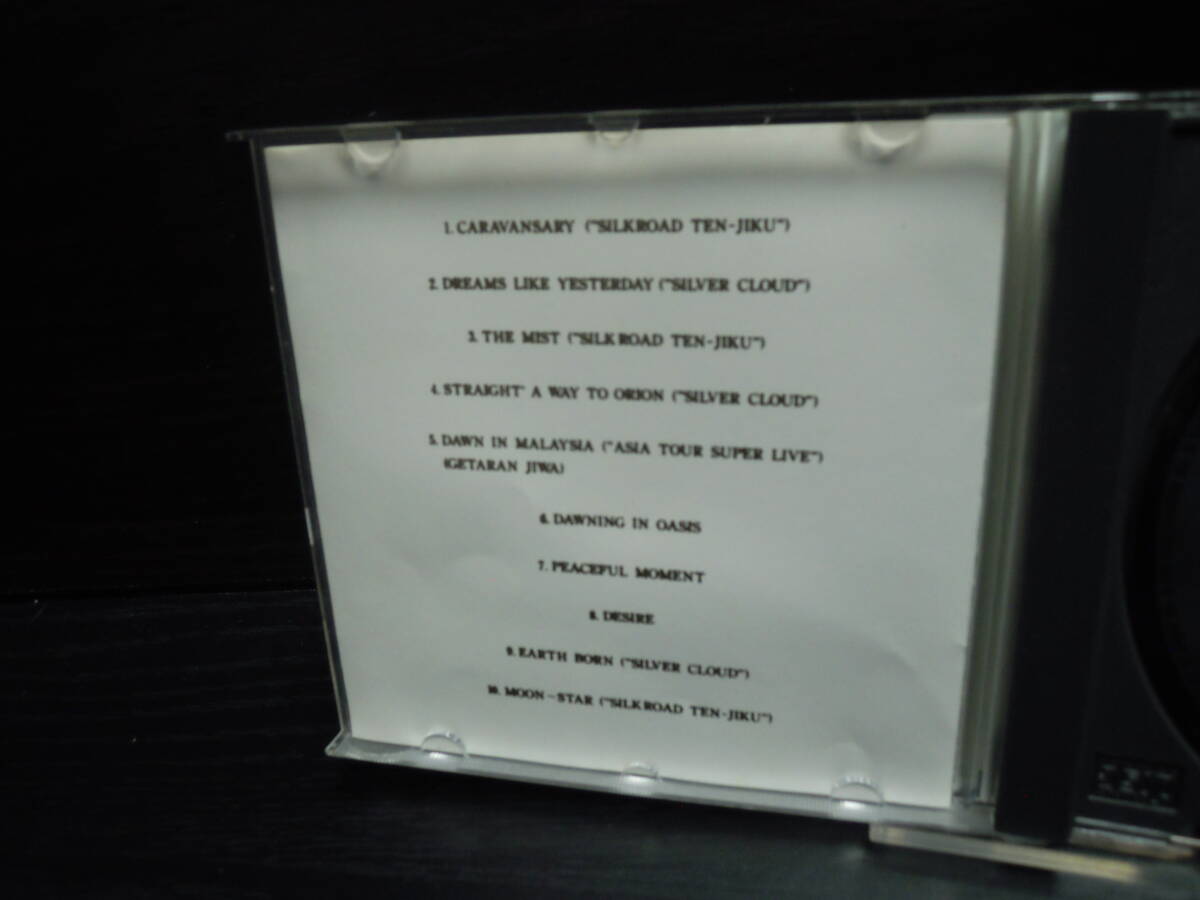 1. CARAVANSARY ("SILKROAD TEN-JIKU")
2. DREAMS LIKE YESTERDAY ("SILVER CLOUD")
3. THE MIST ("SILKROAD TEN-JIKU")
4. STRAIGHT' A WAY TO ORION ("SILVER CLOUD")
5. DAWN IN MALAYSIA ("ASIA TOUR SUPER LIVE")
(GETARAN JIWA)
6. DAWNING IN OASIS
7. PEACEFUL MOMENT
8. DESIRE
9. EARTH BORN ("SILVER CLOUD")
10. MOON-STAR ("SILKROAD TEN-JIKU")